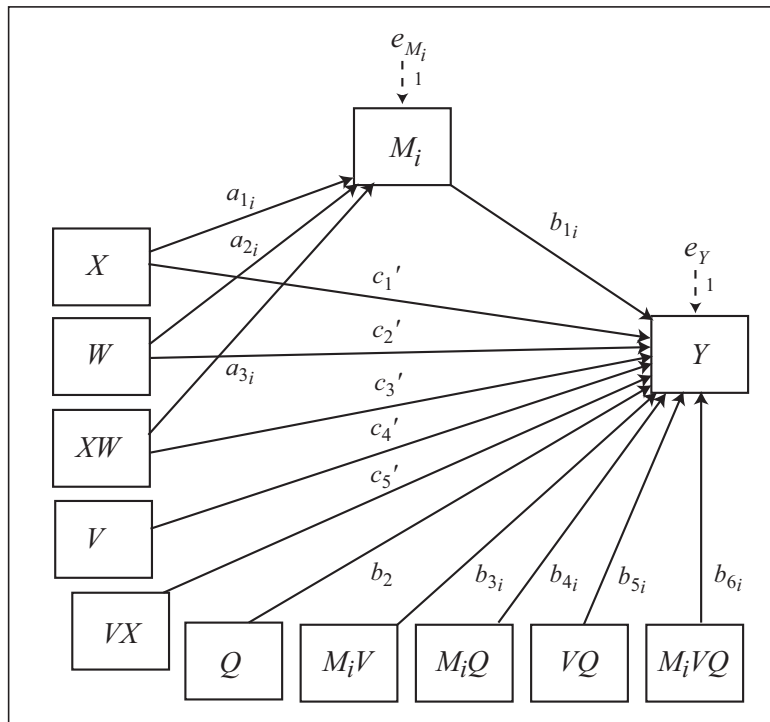 e_{M_i}
1
M_i
a_{1_i}
b_{1_i}
a_{2_i}
e_Y
X
1
c_1′
W
c_2′
Y
a_{3_i}
c_3′
XW
c_4′
c_5′
V
b_2
b_{3_i}
b_{4_i}
b_{5_i}
b_{6_i}
VX
Q
M_iV
M_iQ
VQ
M_iVQ